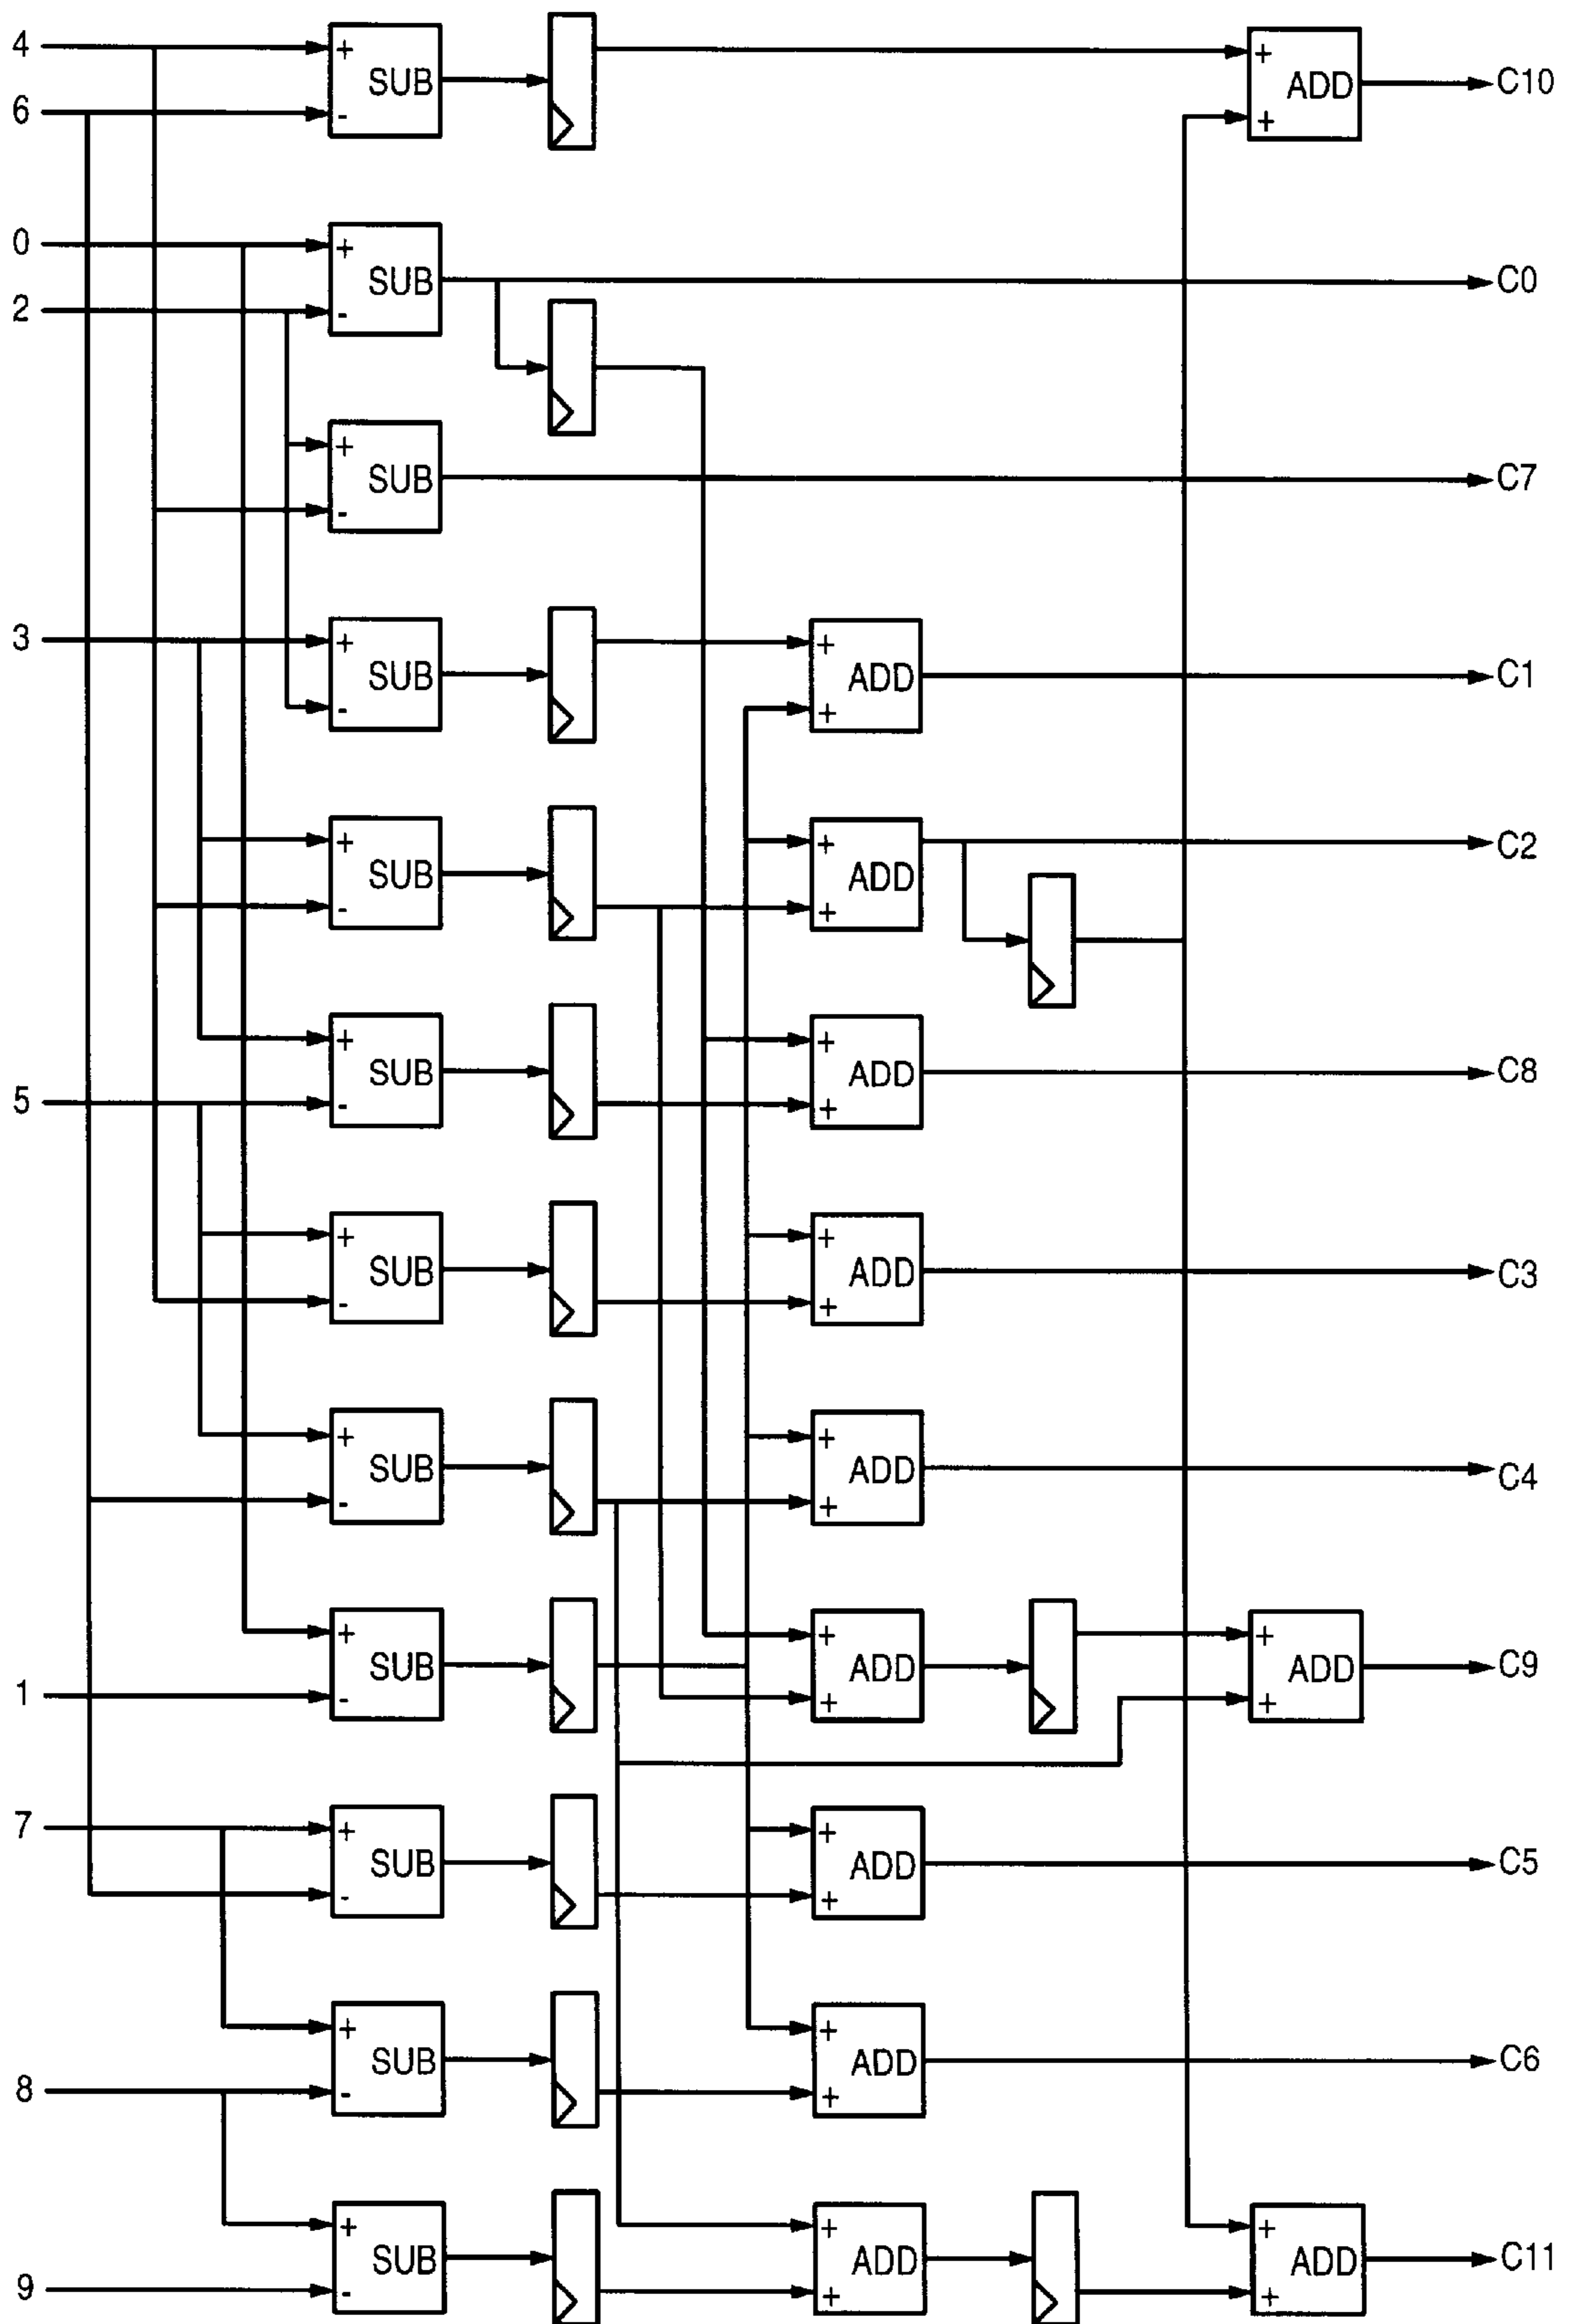 4 + SUB + ADD C10
6 - +
0 + SUB C0
2 -
+ SUB C7
-
3 + SUB + ADD C1
- +
+ SUB + ADD C2
- +
+ SUB + ADD C8
5 - +
+ SUB + ADD C3
- +
+ SUB + ADD C4
- +
+ SUB + ADD + ADD C9
1 - + +
7 + SUB + ADD C5
- +
+ SUB + ADD C6
8 - +
+ SUB + ADD + ADD C11
9 - + +